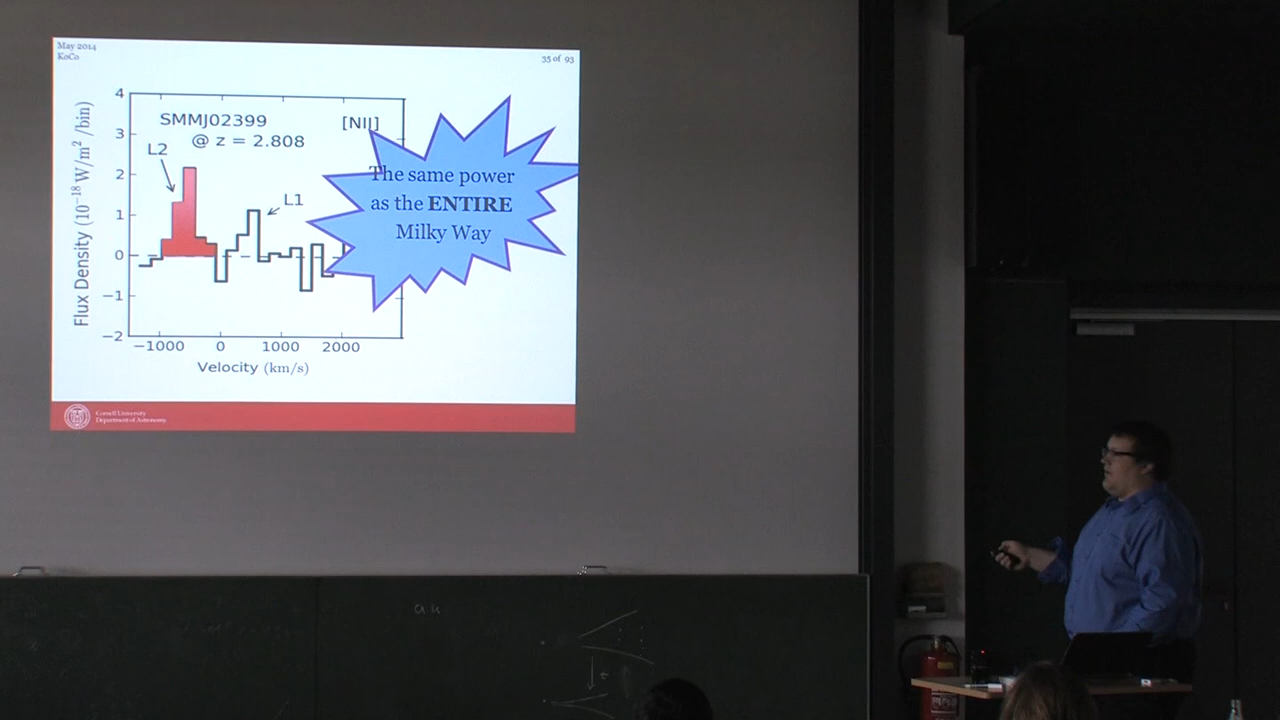 May 2014
KoCo
35 of 93
4
3
2
1
0
−1
−2
Flux Density (10⁻¹⁸ W/m² /bin)
SMMJ02399
[NII]
@ z = 2.808
L2
L1
The same power
as the ENTIRE
Milky Way
−1000 0 1000 2000
Velocity (km/s)
Cornell University
Department of Astronomy